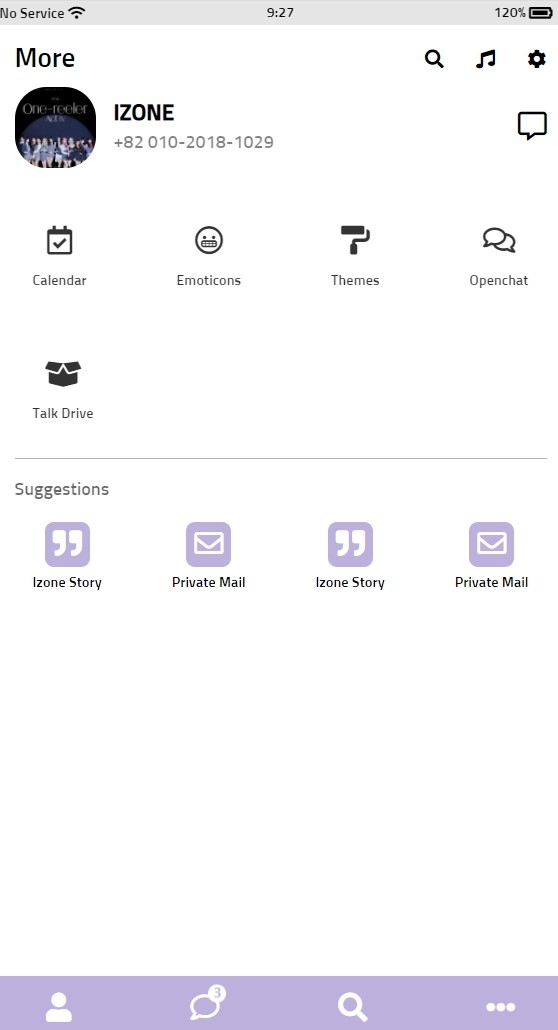 No Service 9:27 120%
More
One-reeler
Act IV
IZONE
+82 010-2018-1029
Calendar Emoticons Themes Openchat
Talk Drive
Suggestions
Izone Story Private Mail Izone Story Private Mail
3